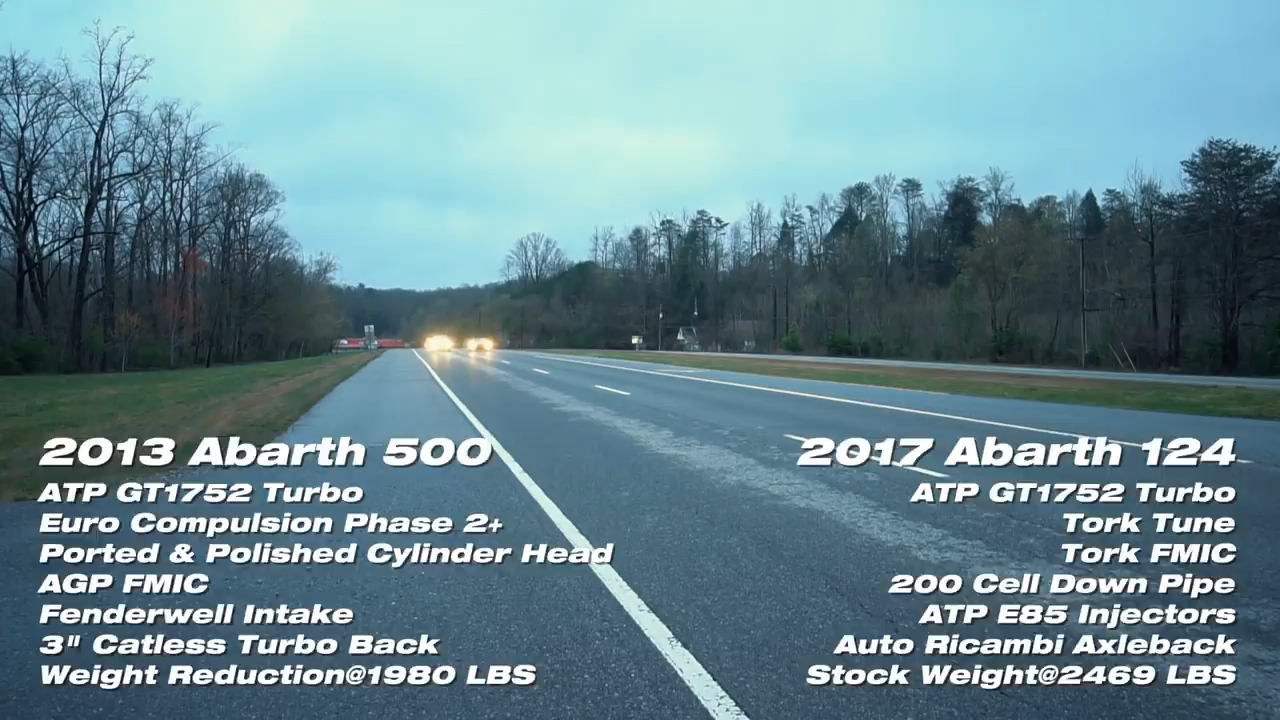 2013 Abarth 500
ATP GT1752 Turbo
Euro Compulsion Phase 2+
Ported & Polished Cylinder Head
AGP FMIC
Fenderwell Intake
3" Catless Turbo Back
Weight Reduction@1980 LBS
2017 Abarth 124
ATP GT1752 Turbo
Tork Tune
Tork FMIC
200 Cell Down Pipe
ATP E85 Injectors
Auto Ricambi Axleback
Stock Weight@2469 LBS